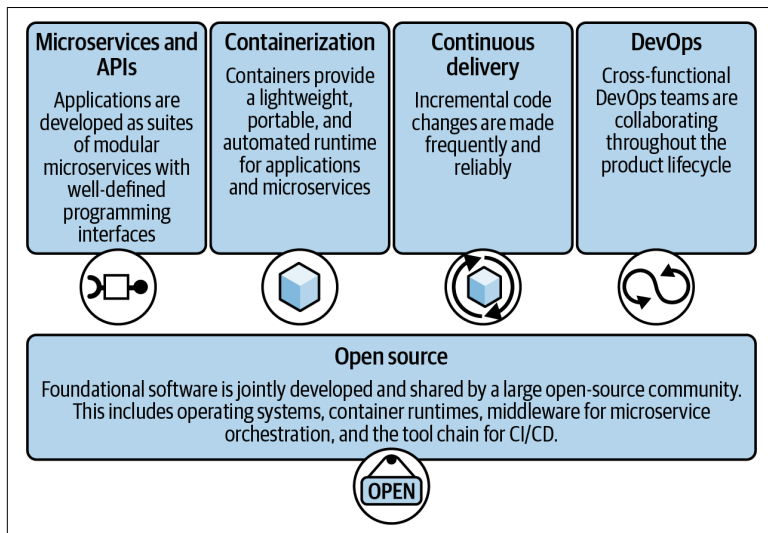 Microservices and
APIs
Applications are
developed as suites
of modular
microservices with
well-defined
programming
interfaces
Containerization
Containers provide
a lightweight,
portable, and
automated runtime
for applications
and microservices
Continuous
delivery
Incremental code
changes are made
frequently and
reliably
DevOps
Cross-functional
DevOps teams are
collaborating
throughout the
product lifecycle
Open source
Foundational software is jointly developed and shared by a large open-source community.
This includes operating systems, container runtimes, middleware for microservice
orchestration, and the tool chain for CI/CD.
OPEN